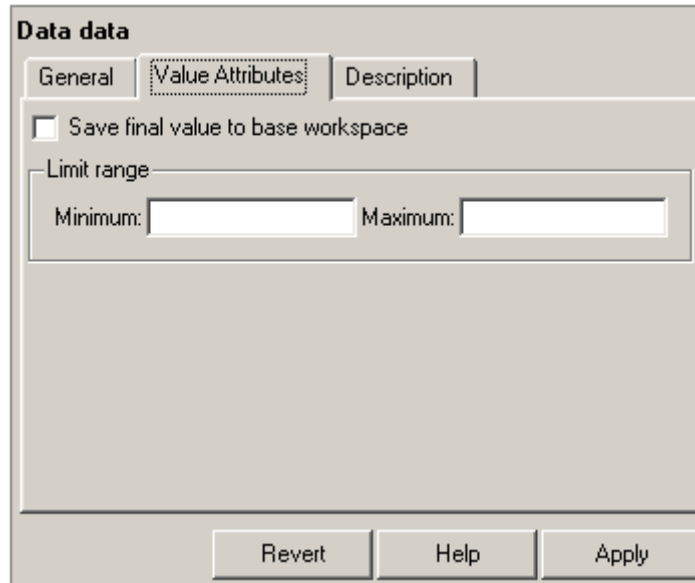 Data data
General Value Attributes Description
Save final value to base workspace
Limit range
Minimum: Maximum:
Revert Help Apply